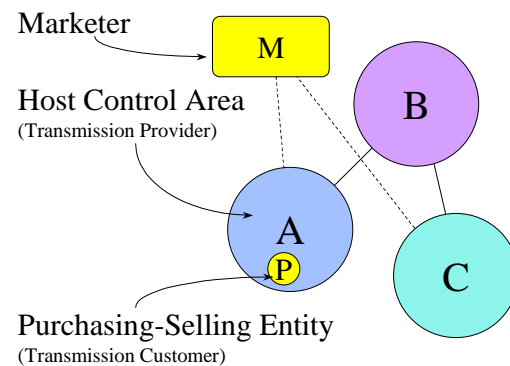 Marketer
M
Host Control Area
(Transmission Provider)
B
A
P
C
Purchasing-Selling Entity
(Transmission Customer)